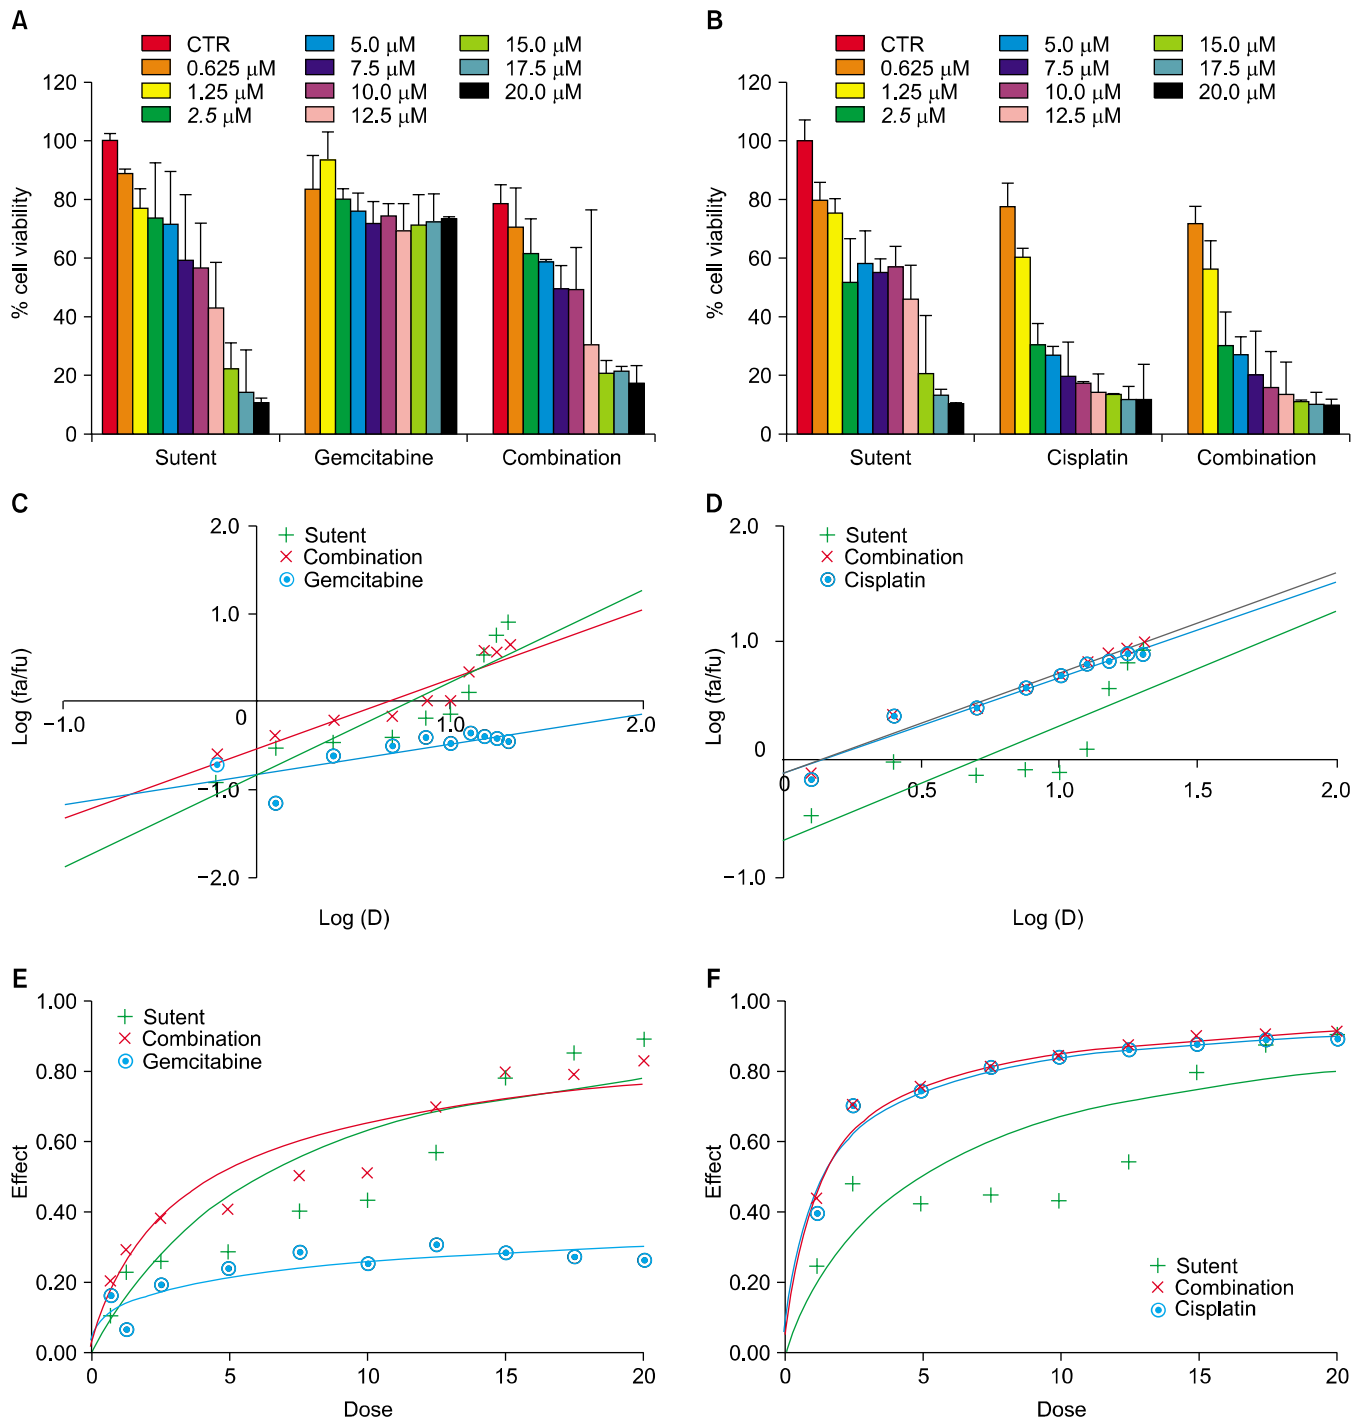 A
CTR
0.625 μM
1.25 μM
2.5 μM
5.0 μM
7.5 μM
10.0 μM
12.5 μM
15.0 μM
17.5 μM
20.0 μM
120
100
80
60
40
20
0
% cell viability
Sutent
Gemcitabine
Combination
B
CTR
0.625 μM
1.25 μM
2.5 μM
5.0 μM
7.5 μM
10.0 μM
12.5 μM
15.0 μM
17.5 μM
20.0 μM
120
100
80
60
40
20
0
% cell viability
Sutent
Cisplatin
Combination
C
2.0
1.0
0
−1.0
−2.0
−1.0
1.0
2.0
Log (fa/fu)
Log (D)
Sutent
Combination
Gemcitabine
D
2.0
1.0
0
−1.0
0
0.5
1.0
1.5
2.0
Log (fa/fu)
Log (D)
Sutent
Combination
Cisplatin
E
1.00
0.80
0.60
0.40
0.20
0.00
Effect
0
5
10
15
20
Dose
Sutent
Combination
Gemcitabine
F
1.00
0.80
0.60
0.40
0.20
0.00
Effect
0
5
10
15
20
Dose
Sutent
Combination
Cisplatin